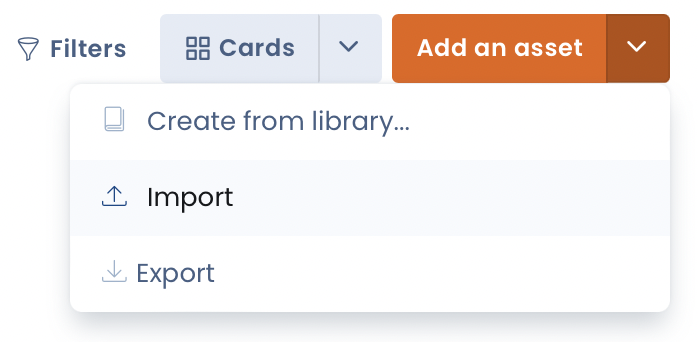 Filters
Cards
Add an asset
Create from library...
Import
Export